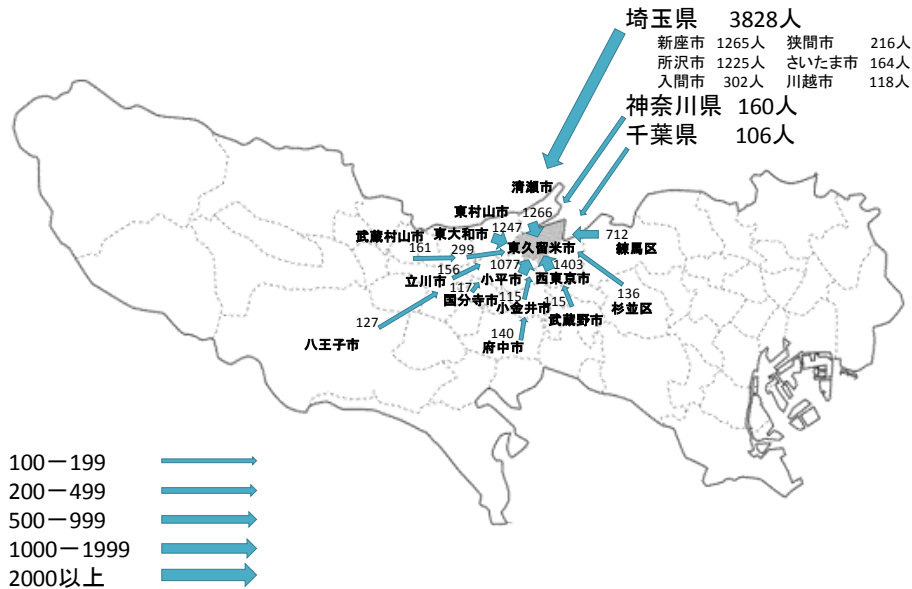 埼玉県 3828人
新座市 1265人 狭間市 216人
所沢市 1225人 さいたま市 164人
入間市 302人 川越市 118人
神奈川県 160人
千葉県 106人
清瀬市
東村山市 1266
武蔵村山市 東大和市 1247 712
161 299 東久留米市 練馬区
156 1077 1403
立川市 117 小平市 西東京市
国分寺市 115 115 136
小金井市 武蔵野市 杉並区
127 140
八王子市 府中市
100－199
200－499
500－999
1000－1999
2000以上